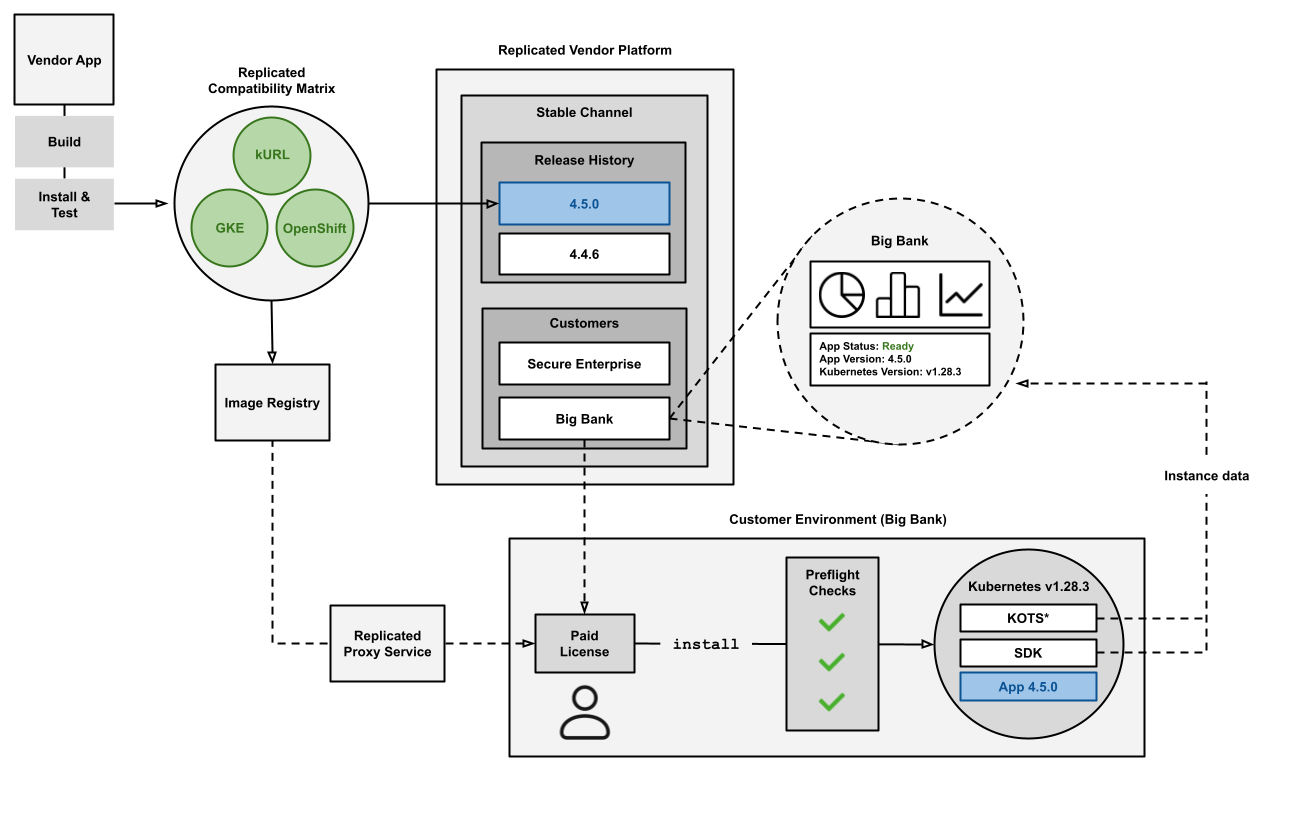 Vendor App
Build
Install &
Test
Replicated
Compatibility Matrix
kURL
GKE
OpenShift
Image Registry
Replicated Vendor Platform
Stable Channel
Release History
4.5.0
4.4.6
Customers
Secure Enterprise
Big Bank
Big Bank
App Status: Ready
App Version: 4.5.0
Kubernetes Version: v1.28.3
Instance data
Customer Environment (Big Bank)
Replicated
Proxy Service
Paid
License
install
Preflight
Checks
Kubernetes v1.28.3
KOTS*
SDK
App 4.5.0